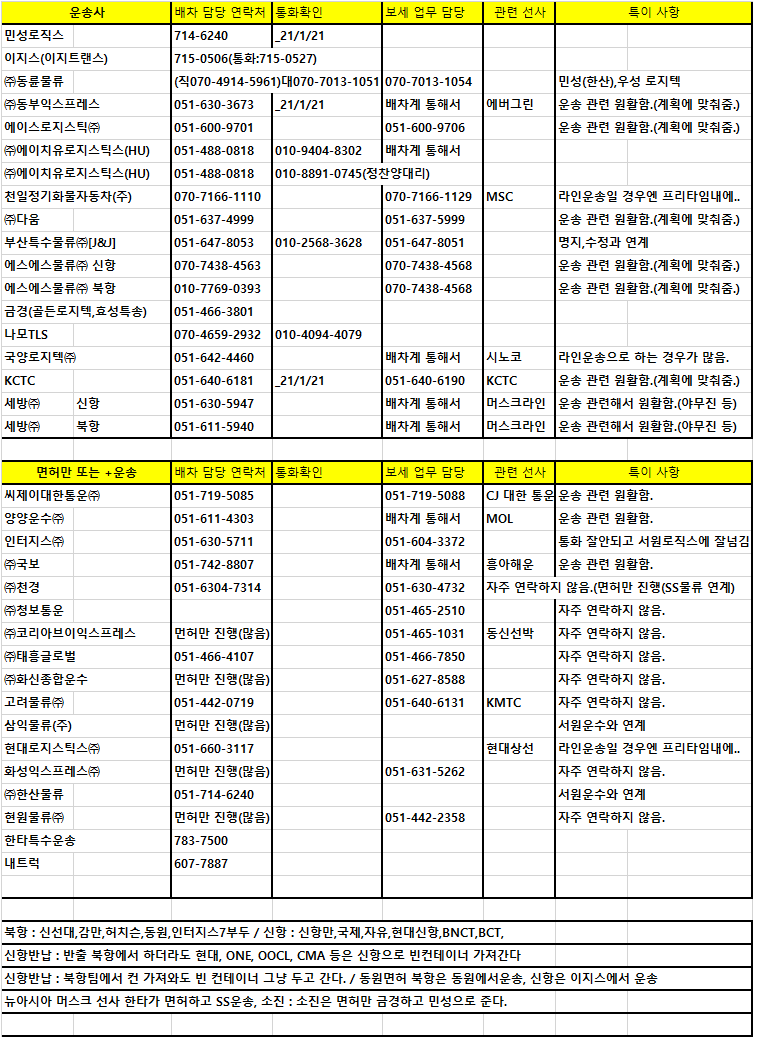 운송사 배차 담당 연락처 통화확인 보세 업무 담당 관련 선사 특이 사항
민성로직스 714-6240 _21/1/21
이지스(이지트랜스) 715-0506(통화:715-0527)
㈜동륜물류 (직070-4914-5961)대070-7013-1051 070-7013-1054 민성(한산),우성 로지텍
㈜동부익스프레스 051-630-3673 _21/1/21 배차계 통해서 에버그린 운송 관련 원활함.(계획에 맞춰줌.)
에이스로지스틱㈜ 051-600-9701 051-600-9706 운송 관련 원활함.(계획에 맞춰줌.)
㈜에이치유로지스틱스(HU) 051-488-0818 010-9404-8302 배차계 통해서
㈜에이치유로지스틱스(HU) 051-488-0818 010-8891-0745(정찬양대리)
천일정기화물자동차(주) 070-7166-1110 070-7166-1129 MSC 라인운송일 경우엔 프리타임내에..
㈜다움 051-637-4999 051-637-5999 운송 관련 원활함.(계획에 맞춰줌.)
부산특수물류㈜[J&J] 051-647-8053 010-2568-3628 051-647-8051 명지,수정과 연계
에스에스물류㈜ 신항 070-7438-4563 070-7438-4568 운송 관련 원활함.(계획에 맞춰줌.)
에스에스물류㈜ 북항 010-7769-0393 070-7438-4568 운송 관련 원활함.(계획에 맞춰줌.)
금경(골든로지텍,효성특송) 051-466-3801
나모TLS 070-4659-2932 010-4094-4079
국양로지텍㈜ 051-642-4460 배차계 통해서 시노코 라인운송으로 하는 경우가 많음.
KCTC 051-640-6181 _21/1/21 051-640-6190 KCTC 운송 관련 원활함.(계획에 맞춰줌.)
세방㈜ 신항 051-630-5947 배차계 통해서 머스크라인 운송 관련해서 원활함.(야무진 등)
세방㈜ 북항 051-611-5940 배차계 통해서 머스크라인 운송 관련해서 원활함.(야무진 등)
면허만 또는 +운송 배차 담당 연락처 통화확인 보세 업무 담당 관련 선사 특이 사항
씨제이대한통운㈜ 051-719-5085 051-719-5088 CJ 대한 통운 운송 관련 원활함.
양양운수㈜ 051-611-4303 배차계 통해서 MOL 운송 관련 원활함.
인터지스㈜ 051-630-5711 051-604-3372 통화 잘안되고 서원로직스에 잘넘김
㈜국보 051-742-8807 배차계 통해서 흥아해운 운송 관련 원활함.
㈜천경 051-6304-7314 051-630-4732 자주 연락하지 않음.(면허만 진행(SS물류 연계)
㈜청보통운 051-465-2510 자주 연락하지 않음.
㈜코리아브이익스프레스 먼허만 진행(많음) 051-465-1031 동신선박 자주 연락하지 않음.
㈜태흥글로벌 051-466-4107 051-466-7850 자주 연락하지 않음.
㈜화신종합운수 먼허만 진행(많음) 051-627-8588 자주 연락하지 않음.
고려물류㈜ 051-442-0719 051-640-6131 KMTC 자주 연락하지 않음.
삼익물류(주) 먼허만 진행(많음) 서원운수와 연계
현대로지스틱스㈜ 051-660-3117 현대상선 라인운송일 경우엔 프리타임내에..
화성익스프레스㈜ 먼허만 진행(많음) 051-631-5262 자주 연락하지 않음.
㈜한산물류 051-714-6240 서원운수와 연계
현원물류㈜ 먼허만 진행(많음) 051-442-2358 자주 연락하지 않음.
한타특수운송 783-7500
내트럭 607-7887
북항 : 신선대,감만,허치슨,동원,인터지스7부두 / 신항 : 신항만,국제,자유,현대신항,BNCT,BCT,
신항반납 : 반출 북항에서 하더라도 현대, ONE, OOCL, CMA 등은 신항으로 빈컨테이너 가져간다
신항반납 : 북항팀에서 컨 가져와도 빈 컨테이너 그냥 두고 간다. / 동원면허 북항은 동원에서운송, 신항은 이지스에서 운송
뉴아시아 머스크 선사 한타가 면허하고 SS운송, 소진 : 소진은 면허만 금경하고 민성으로 준다.